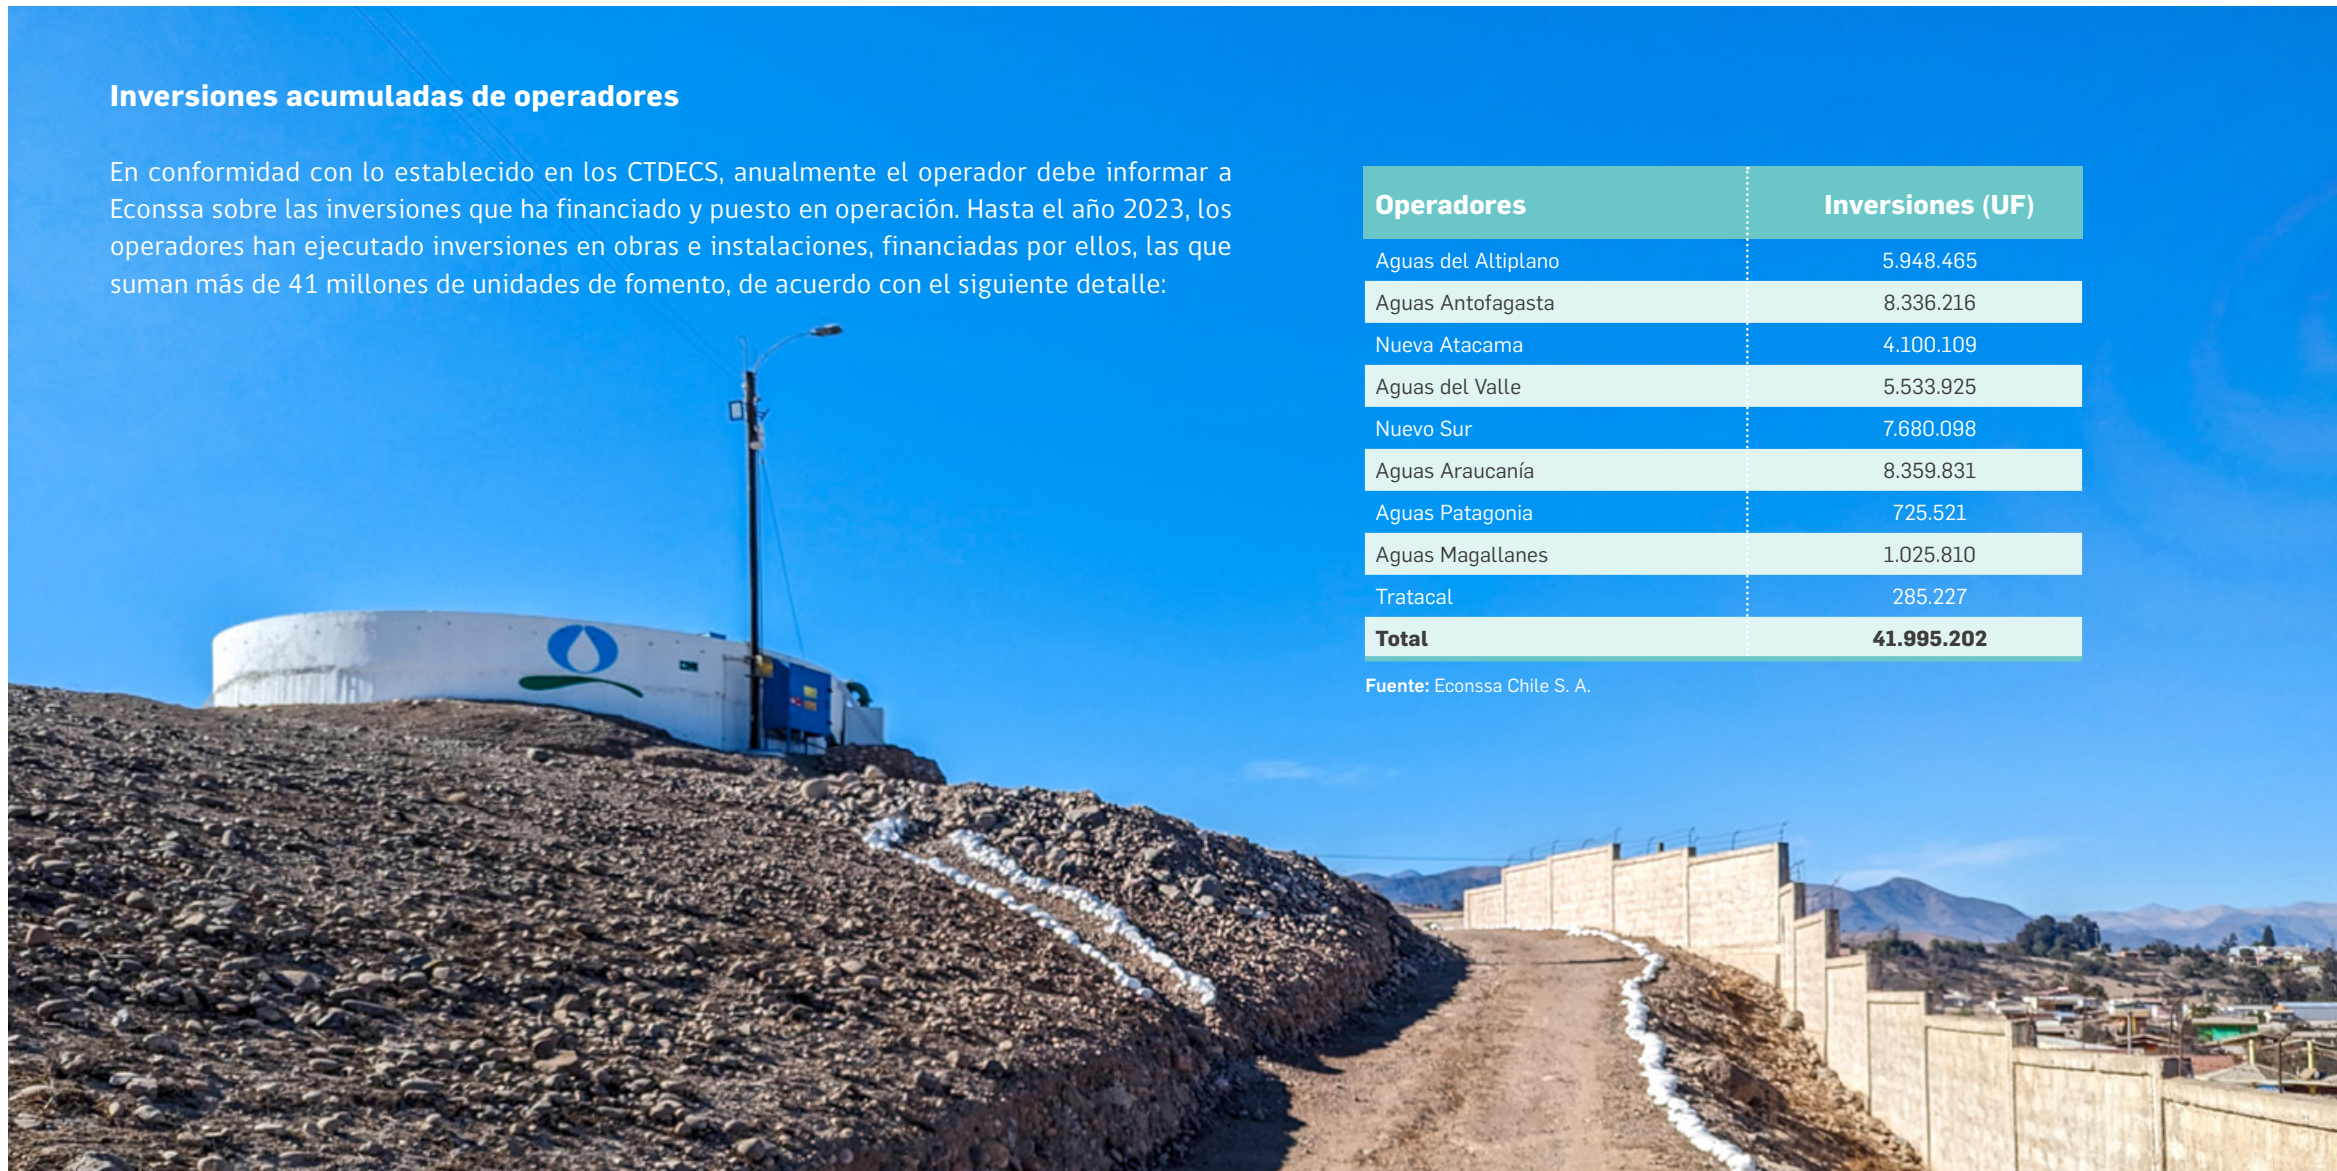 Inversiones acumuladas de operadores
En conformidad con lo establecido en los CTDECS, anualmente el operador debe informar a
Econssa sobre las inversiones que ha financiado y puesto en operación. Hasta el año 2023, los
operadores han ejecutado inversiones en obras e instalaciones, financiadas por ellos, las que
suman más de 41 millones de unidades de fomento, de acuerdo con el siguiente detalle:
Operadores Inversiones (UF)
Aguas del Altiplano 5.948.465
Aguas Antofagasta 8.336.216
Nueva Atacama 4.100.109
Aguas del Valle 5.533.925
Nuevo Sur 7.680.098
Aguas Araucanía 8.359.831
Aguas Patagonia 725.521
Aguas Magallanes 1.025.810
Tratacal 285.227
Total 41.995.202
Fuente: Econssa Chile S. A.